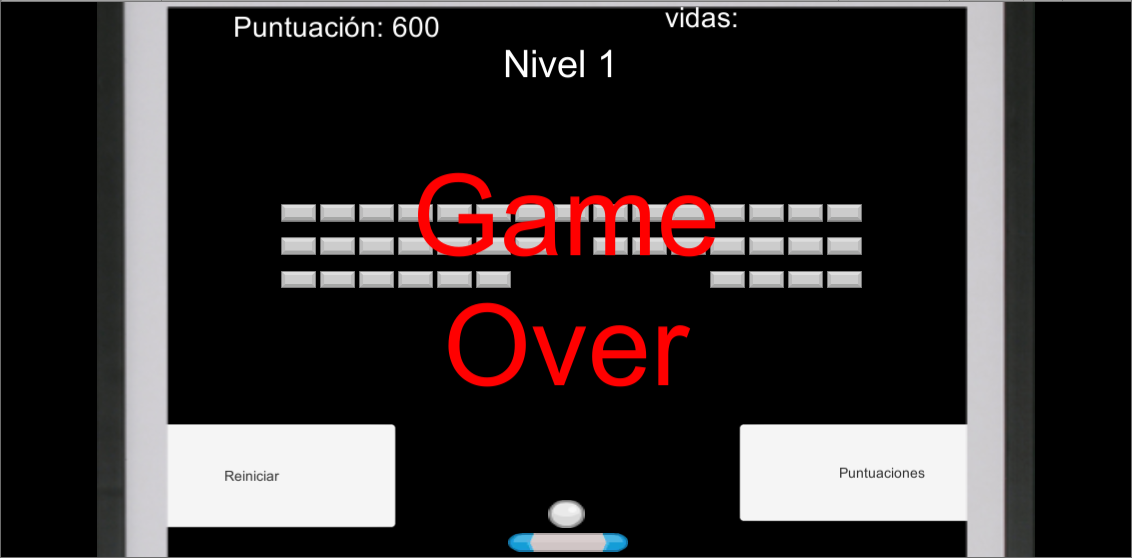 Puntuación: 600
vidas:
Nivel 1
Game
Over
Reiniciar
Puntuaciones